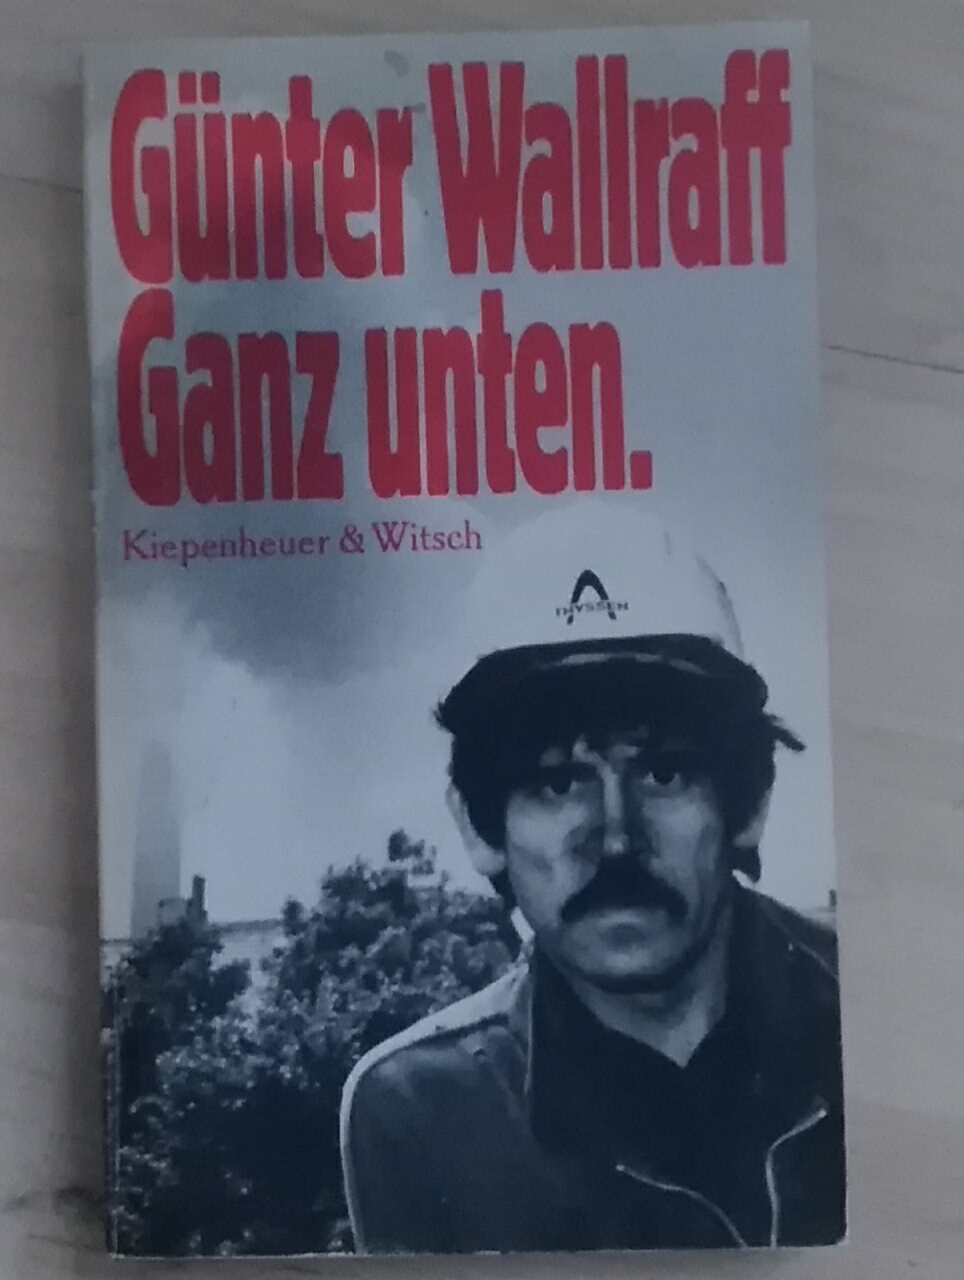 Günter Wallraff
Ganz unten.
Kiepenheuer & Witsch
THYSSEN